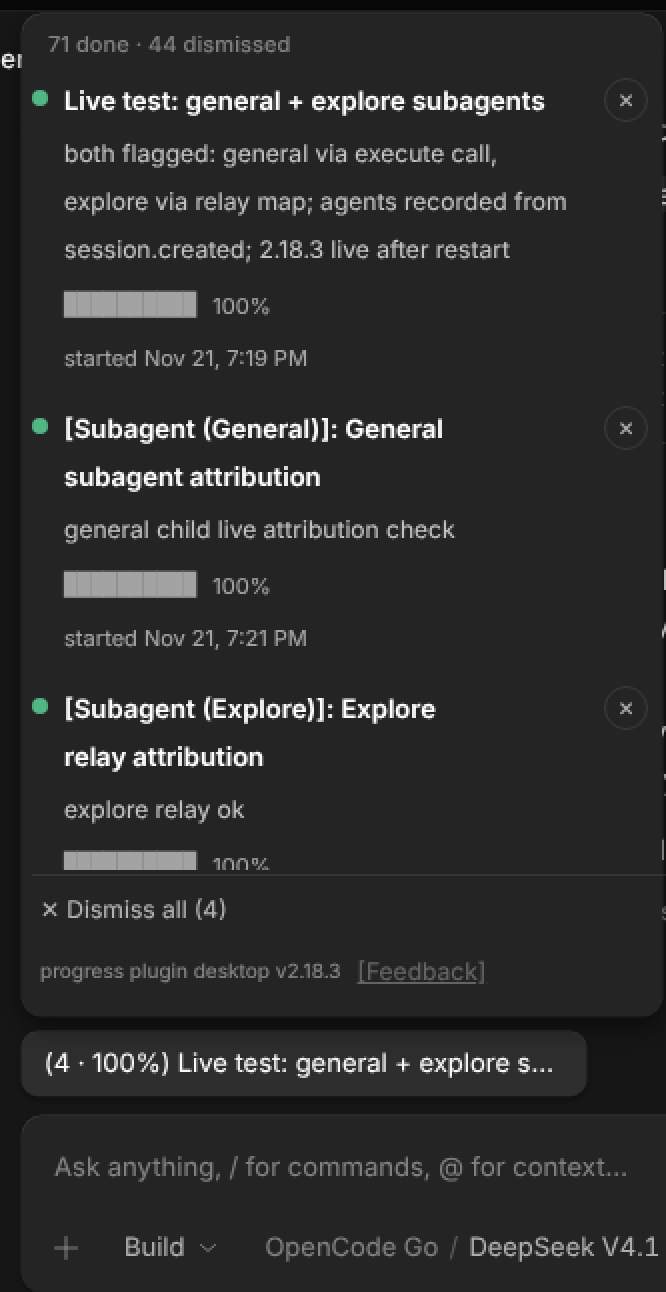 71 done · 44 dismissed
Live test: general + explore subagents
both flagged: general via execute call,
explore via relay map; agents recorded from
session.created; 2.18.3 live after restart
100%
started Nov 21, 7:19 PM
[Subagent (General)]: General
subagent attribution
general child live attribution check
100%
started Nov 21, 7:21 PM
[Subagent (Explore)]: Explore
relay attribution
explore relay ok
100%
× Dismiss all (4)
progress plugin desktop v2.18.3 [Feedback]
(4 · 100%) Live test: general + explore s...
Ask anything, / for commands, @ for context...
Build OpenCode Go / DeepSeek V4.1